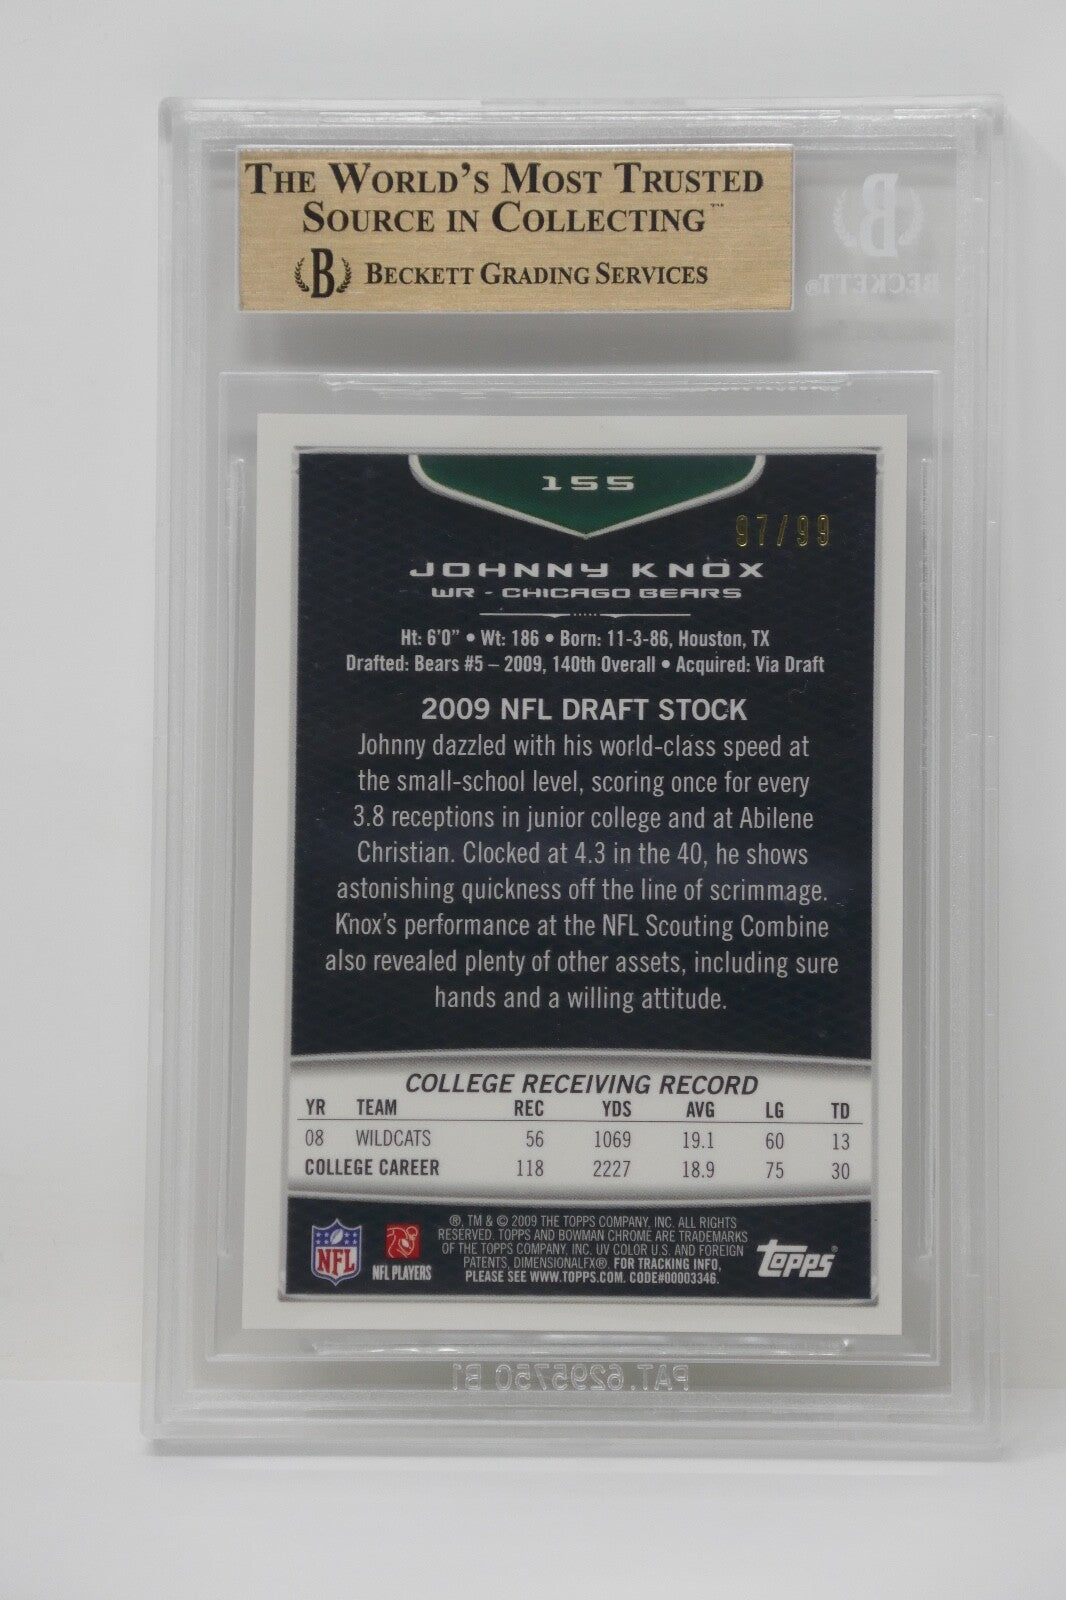 THE WORLD'S MOST TRUSTED
SOURCE IN COLLECTING™
B BECKETT GRADING SERVICES
B
BECKETT®
155
97/99
JOHNNY KNOX
WR - CHICAGO BEARS
Ht: 6'0" • Wt: 186 • Born: 11-3-86, Houston, TX
Drafted: Bears #5 – 2009, 140th Overall • Acquired: Via Draft
2009 NFL DRAFT STOCK
Johnny dazzled with his world-class speed at
the small-school level, scoring once for every
3.8 receptions in junior college and at Abilene
Christian. Clocked at 4.3 in the 40, he shows
astonishing quickness off the line of scrimmage.
Knox's performance at the NFL Scouting Combine
also revealed plenty of other assets, including sure
hands and a willing attitude.
COLLEGE RECEIVING RECORD
YR TEAM REC YDS AVG LG TD
08 WILDCATS 56 1069 19.1 60 13
COLLEGE CAREER 118 2227 18.9 75 30
NFL
NFL PLAYERS
®, TM & © 2009 THE TOPPS COMPANY, INC. ALL RIGHTS
RESERVED. TOPPS AND BOWMAN CHROME ARE TRADEMARKS
OF THE TOPPS COMPANY, INC. UV COLOR U.S. AND FOREIGN
PATENTS, DIMENSIONALFX®. FOR TRACKING INFO,
PLEASE SEE WWW.TOPPS.COM. CODE#00003346.
topps®
PAT. 6295750 B1